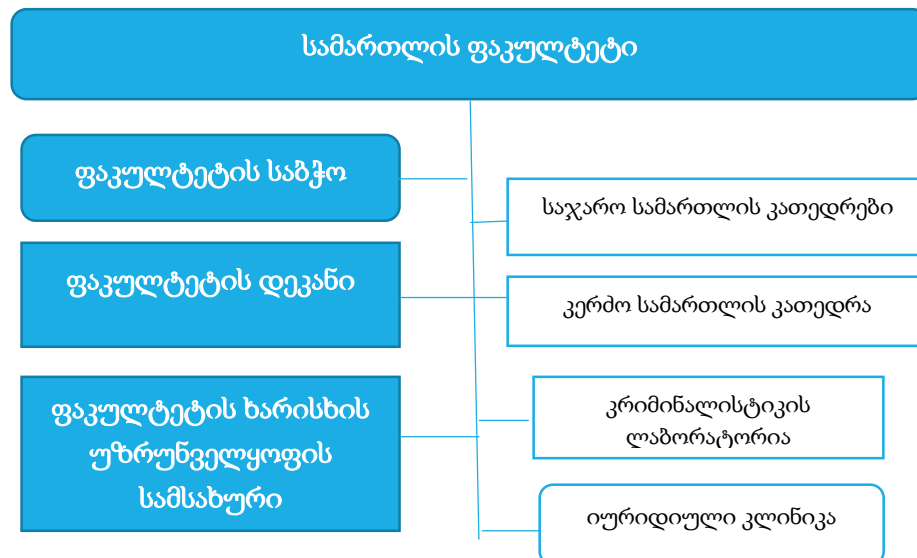 სამართლის ფაკულტეტი
ფაკულტეტის საბჭო
საჯარო სამართლის კათედრები
ფაკულტეტის დეკანი
კერძო სამართლის კათედრა
ფაკულტეტის ხარისხის
უზრუნველყოფის
სამსახური
კრიმინალისტიკის
ლაბორატორია
იურიდიული კლინიკა